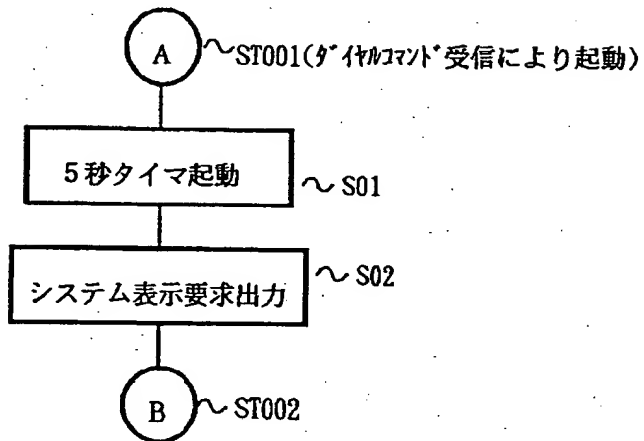 A ～ST001(ﾀﾞｲﾔﾙｺﾏﾝﾄﾞ受信により起動)
5秒タイマ起動 ～S01
システム表示要求出力 ～S02
B ～ST002